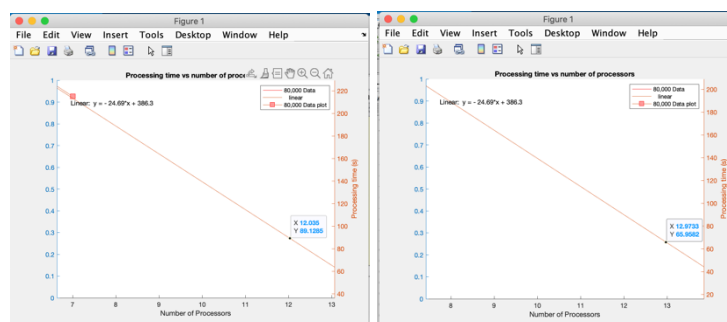 Figure 1
File Edit View Insert Tools Desktop Window Help
Processing time vs number of proce
80,000 Data
linear
80,000 Data plot
Linear: y = - 24.69*x + 386.3
X 12.035
Y 89.1285
1
0.9
0.8
0.7
0.6
0.5
0.4
0.3
0.2
0.1
0
220
200
180
160
140
120
100
80
60
40
Processing time (s)
7 8 9 10 11 12 13
Number of Processors
Figure 1
File Edit View Insert Tools Desktop Window Help
Processing time vs number of processors
80,000 Data
linear
80,000 Data plot
Linear: y = - 24.69*x + 386.3
X 12.9733
Y 65.9582
1
0.9
0.8
0.7
0.6
0.5
0.4
0.3
0.2
0.1
0
200
180
160
140
120
100
80
60
40
20
Processing time (s)
8 9 10 11 12 13
Number of Processors